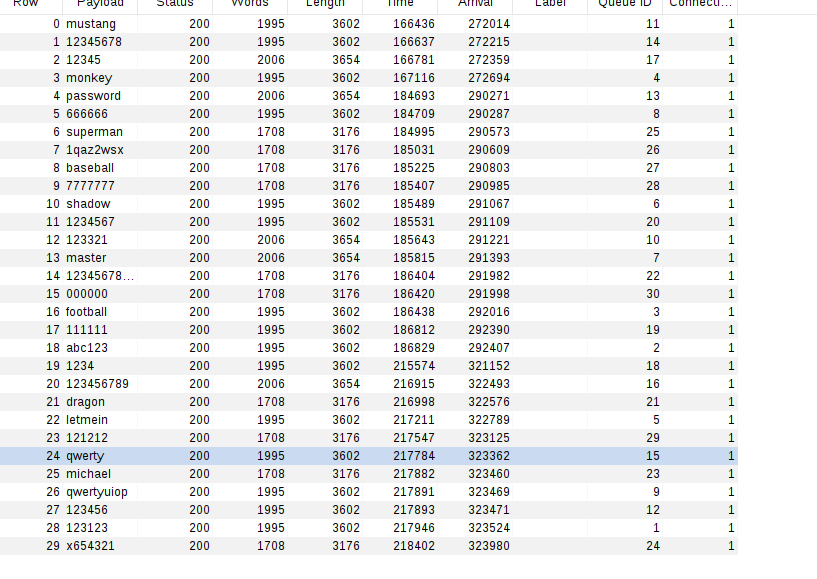 Row Payload Status Words Length Time Arrival Label Queue ID Connecti...
0 mustang 200 1995 3602 166436 272014 11 1
1 12345678 200 1995 3602 166637 272215 14 1
2 12345 200 2006 3654 166781 272359 17 1
3 monkey 200 1995 3602 167116 272694 4 1
4 password 200 2006 3654 184693 290271 13 1
5 666666 200 1995 3602 184709 290287 8 1
6 superman 200 1708 3176 184995 290573 25 1
7 1qaz2wsx 200 1708 3176 185031 290609 26 1
8 baseball 200 1708 3176 185225 290803 27 1
9 7777777 200 1708 3176 185407 290985 28 1
10 shadow 200 1995 3602 185489 291067 6 1
11 1234567 200 1995 3602 185531 291109 20 1
12 123321 200 2006 3654 185643 291221 10 1
13 master 200 2006 3654 185815 291393 7 1
14 12345678... 200 1708 3176 186404 291982 22 1
15 000000 200 1708 3176 186420 291998 30 1
16 football 200 1995 3602 186438 292016 3 1
17 111111 200 1995 3602 186812 292390 19 1
18 abc123 200 1995 3602 186829 292407 2 1
19 1234 200 1995 3602 215574 321152 18 1
20 123456789 200 2006 3654 216915 322493 16 1
21 dragon 200 1708 3176 216998 322576 21 1
22 letmein 200 1995 3602 217211 322789 5 1
23 121212 200 1708 3176 217547 323125 29 1
24 qwerty 200 1995 3602 217784 323362 15 1
25 michael 200 1708 3176 217882 323460 23 1
26 qwertyuiop 200 1995 3602 217891 323469 9 1
27 123456 200 1995 3602 217893 323471 12 1
28 123123 200 1995 3602 217946 323524 1 1
29 x654321 200 1708 3176 218402 323980 24 1